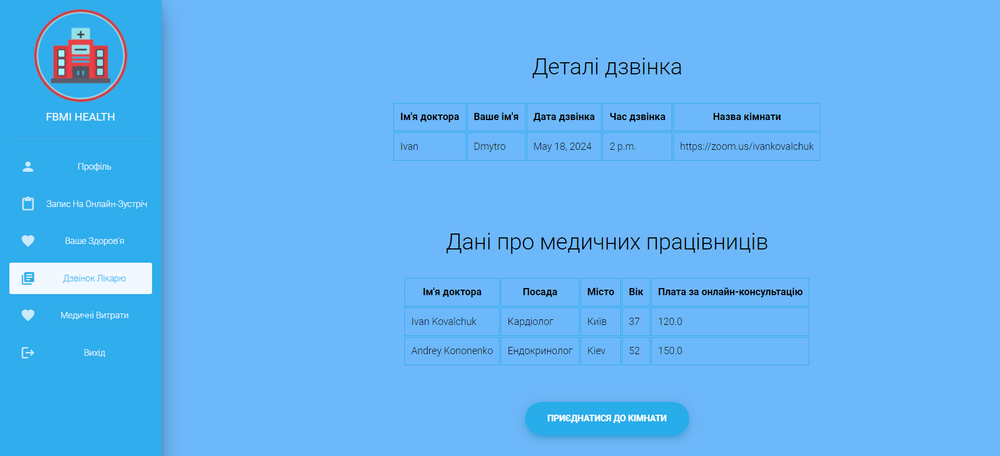 FBMI HEALTH
Профіль
Запис На Онлайн-Зустріч
Ваше Здоров'я
Дзвінок Лікарю
Медичні Витрати
Вихід
Деталі дзвінка
Ім'я доктора Ваше ім'я Дата дзвінка Час дзвінка Назва кімнати
Ivan Dmytro May 18, 2024 2 p.m. https://zoom.us/ivankovalchuk
Дані про медичних працівниців
Ім'я доктора Посада Місто Вік Плата за онлайн-консультацію
Ivan Kovalchuk Кардіолог Київ 37 120.0
Andrey Kononenko Ендокринолог Kiev 52 150.0
ПРИЄДНАТИСЯ ДО КІМНАТИ